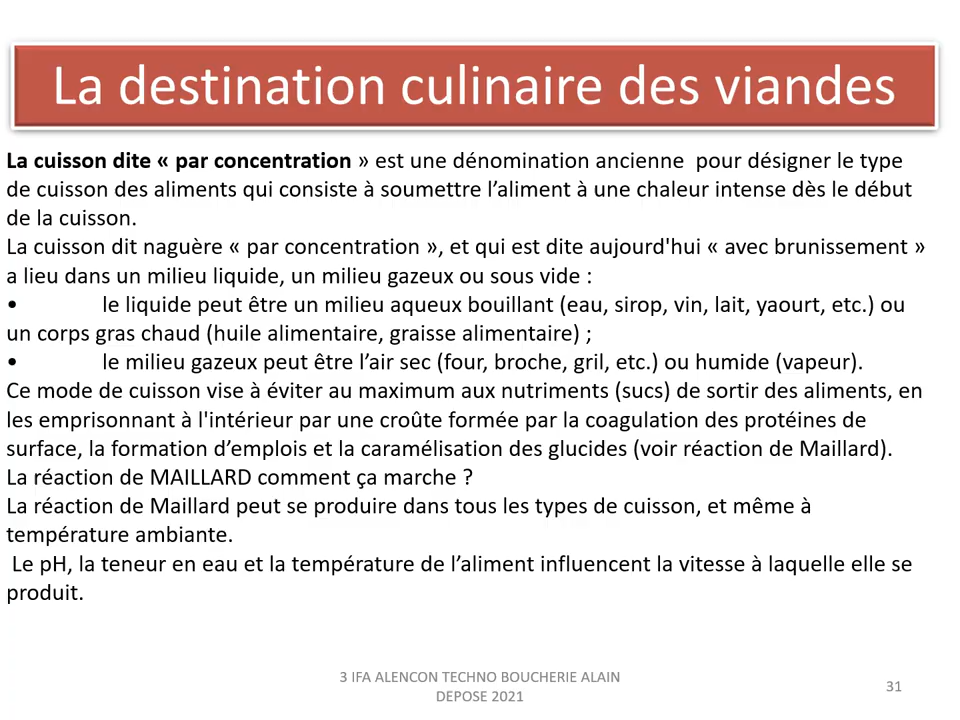 La destination culinaire des viandes
La cuisson dite « par concentration » est une dénomination ancienne  pour désigner le type
de cuisson des aliments qui consiste à soumettre l’aliment à une chaleur intense dès le début
de la cuisson.
La cuisson dit naguère « par concentration », et qui est dite aujourd'hui « avec brunissement »
a lieu dans un milieu liquide, un milieu gazeux ou sous vide :
• le liquide peut être un milieu aqueux bouillant (eau, sirop, vin, lait, yaourt, etc.) ou
un corps gras chaud (huile alimentaire, graisse alimentaire) ;
• le milieu gazeux peut être l’air sec (four, broche, gril, etc.) ou humide (vapeur).
Ce mode de cuisson vise à éviter au maximum aux nutriments (sucs) de sortir des aliments, en
les emprisonnant à l'intérieur par une croûte formée par la coagulation des protéines de
surface, la formation d’emplois et la caramélisation des glucides (voir réaction de Maillard).
La réaction de MAILLARD comment ça marche ?
La réaction de Maillard peut se produire dans tous les types de cuisson, et même à
température ambiante.
Le pH, la teneur en eau et la température de l’aliment influencent la vitesse à laquelle elle se
produit.
3 IFA ALENCON TECHNO BOUCHERIE ALAIN
DEPOSE 2021
31